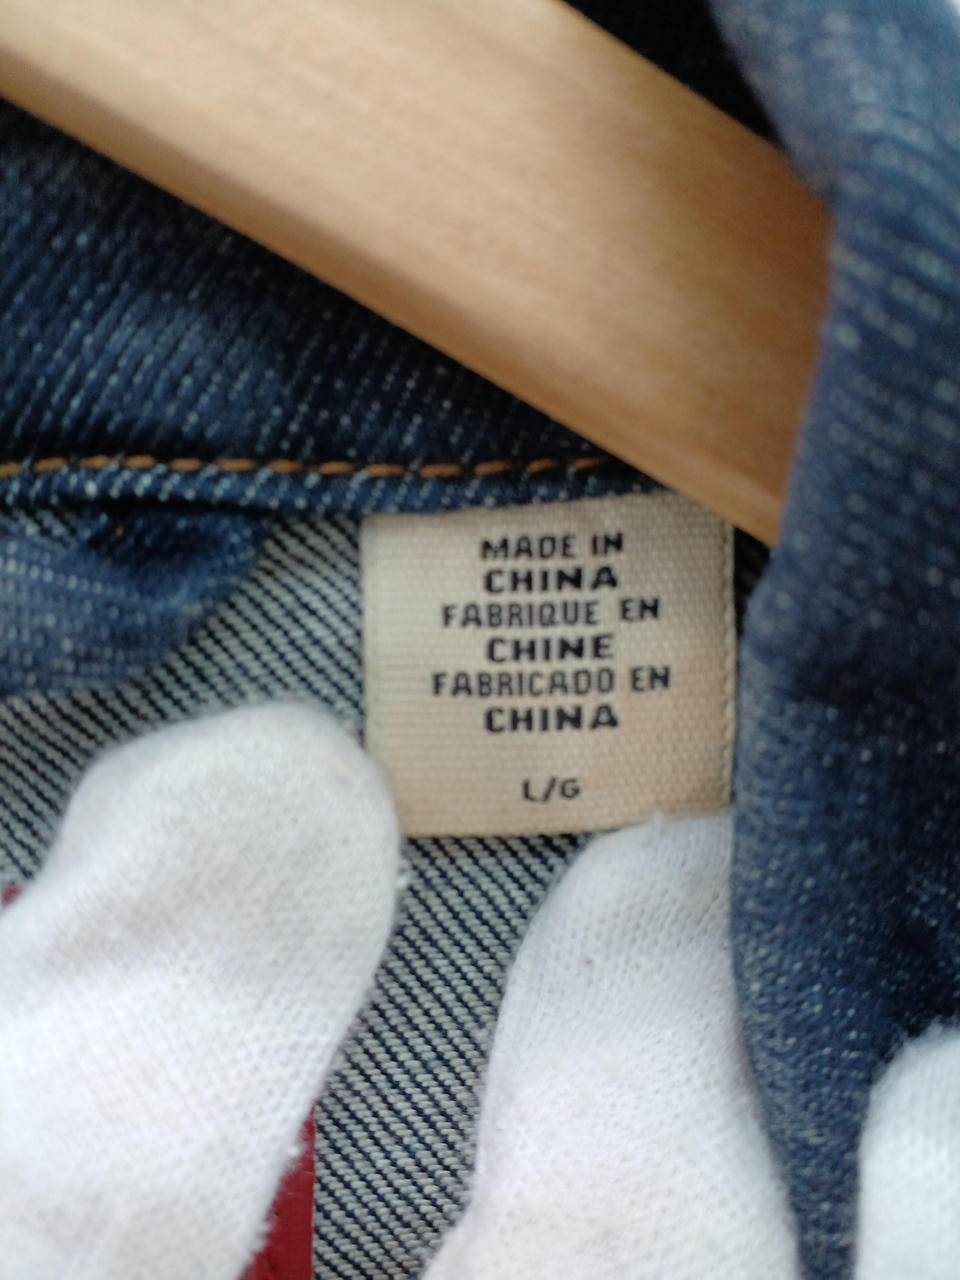 MADE IN
CHINA
FABRIQUE EN
CHINE
FABRICADO EN
CHINA
L/G